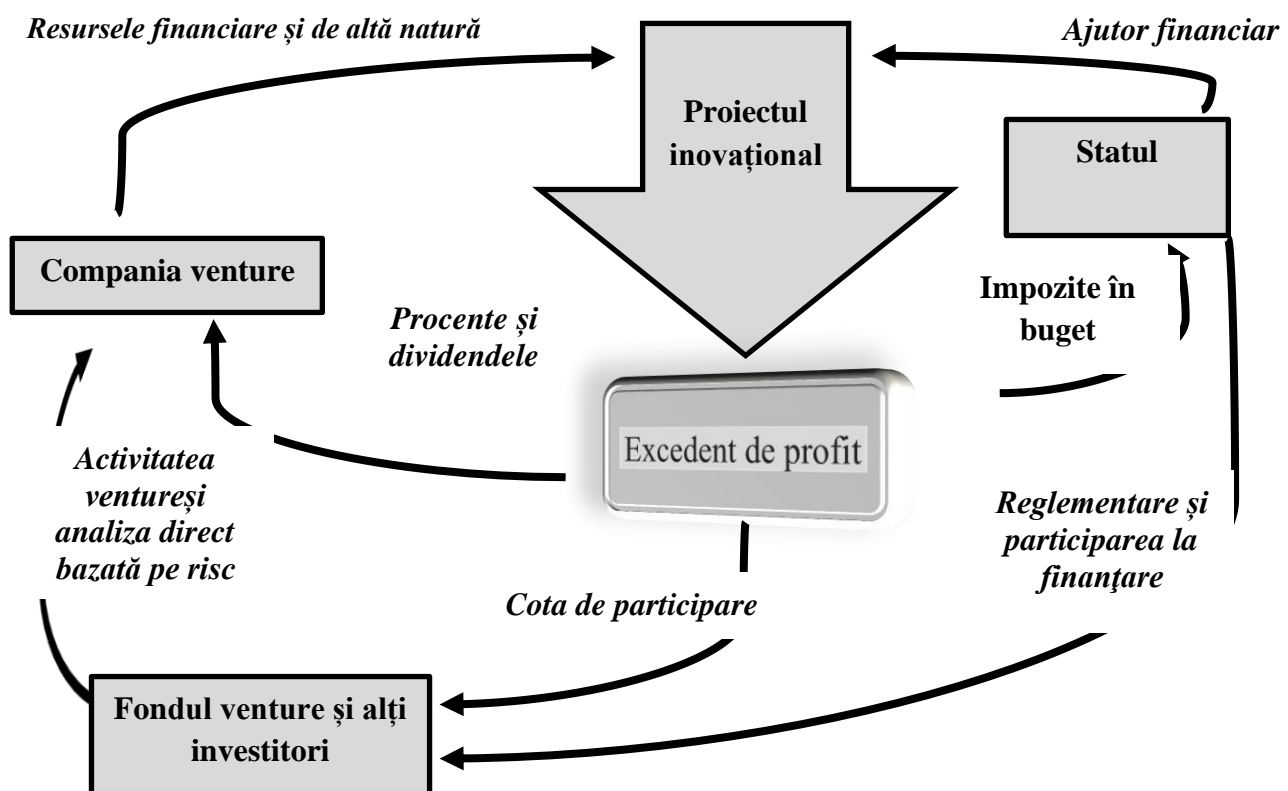 Resursele financiare și de altă natură
Ajutor financiar
Proiectul
inovațional
Statul
Compania venture
Impozite în
buget
Procente și
dividendele
Excedent de profit
Activitatea
ventureși
analiza direct
bazată pe risc
Reglementare și
participarea la
finanţare
Cota de participare
Fondul venture și alți
investitori